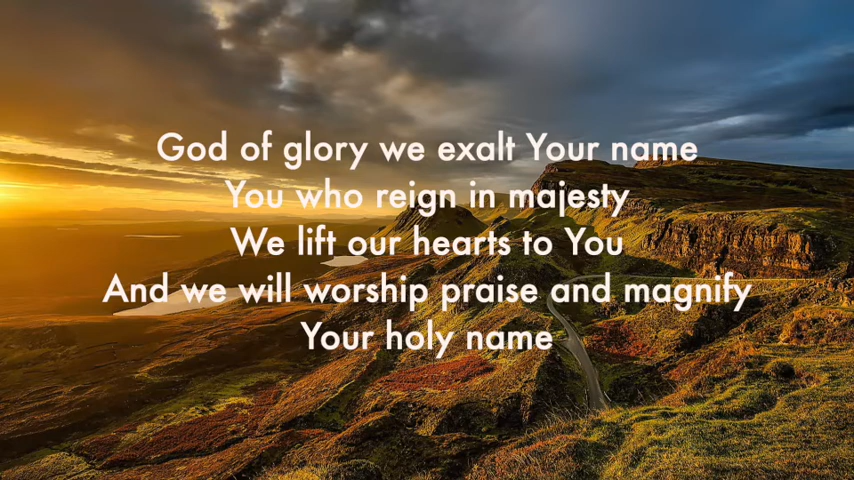 God of glory we exalt Your name
You who reign in majesty
We lift our hearts to You
And we will worship praise and magnify
Your holy name